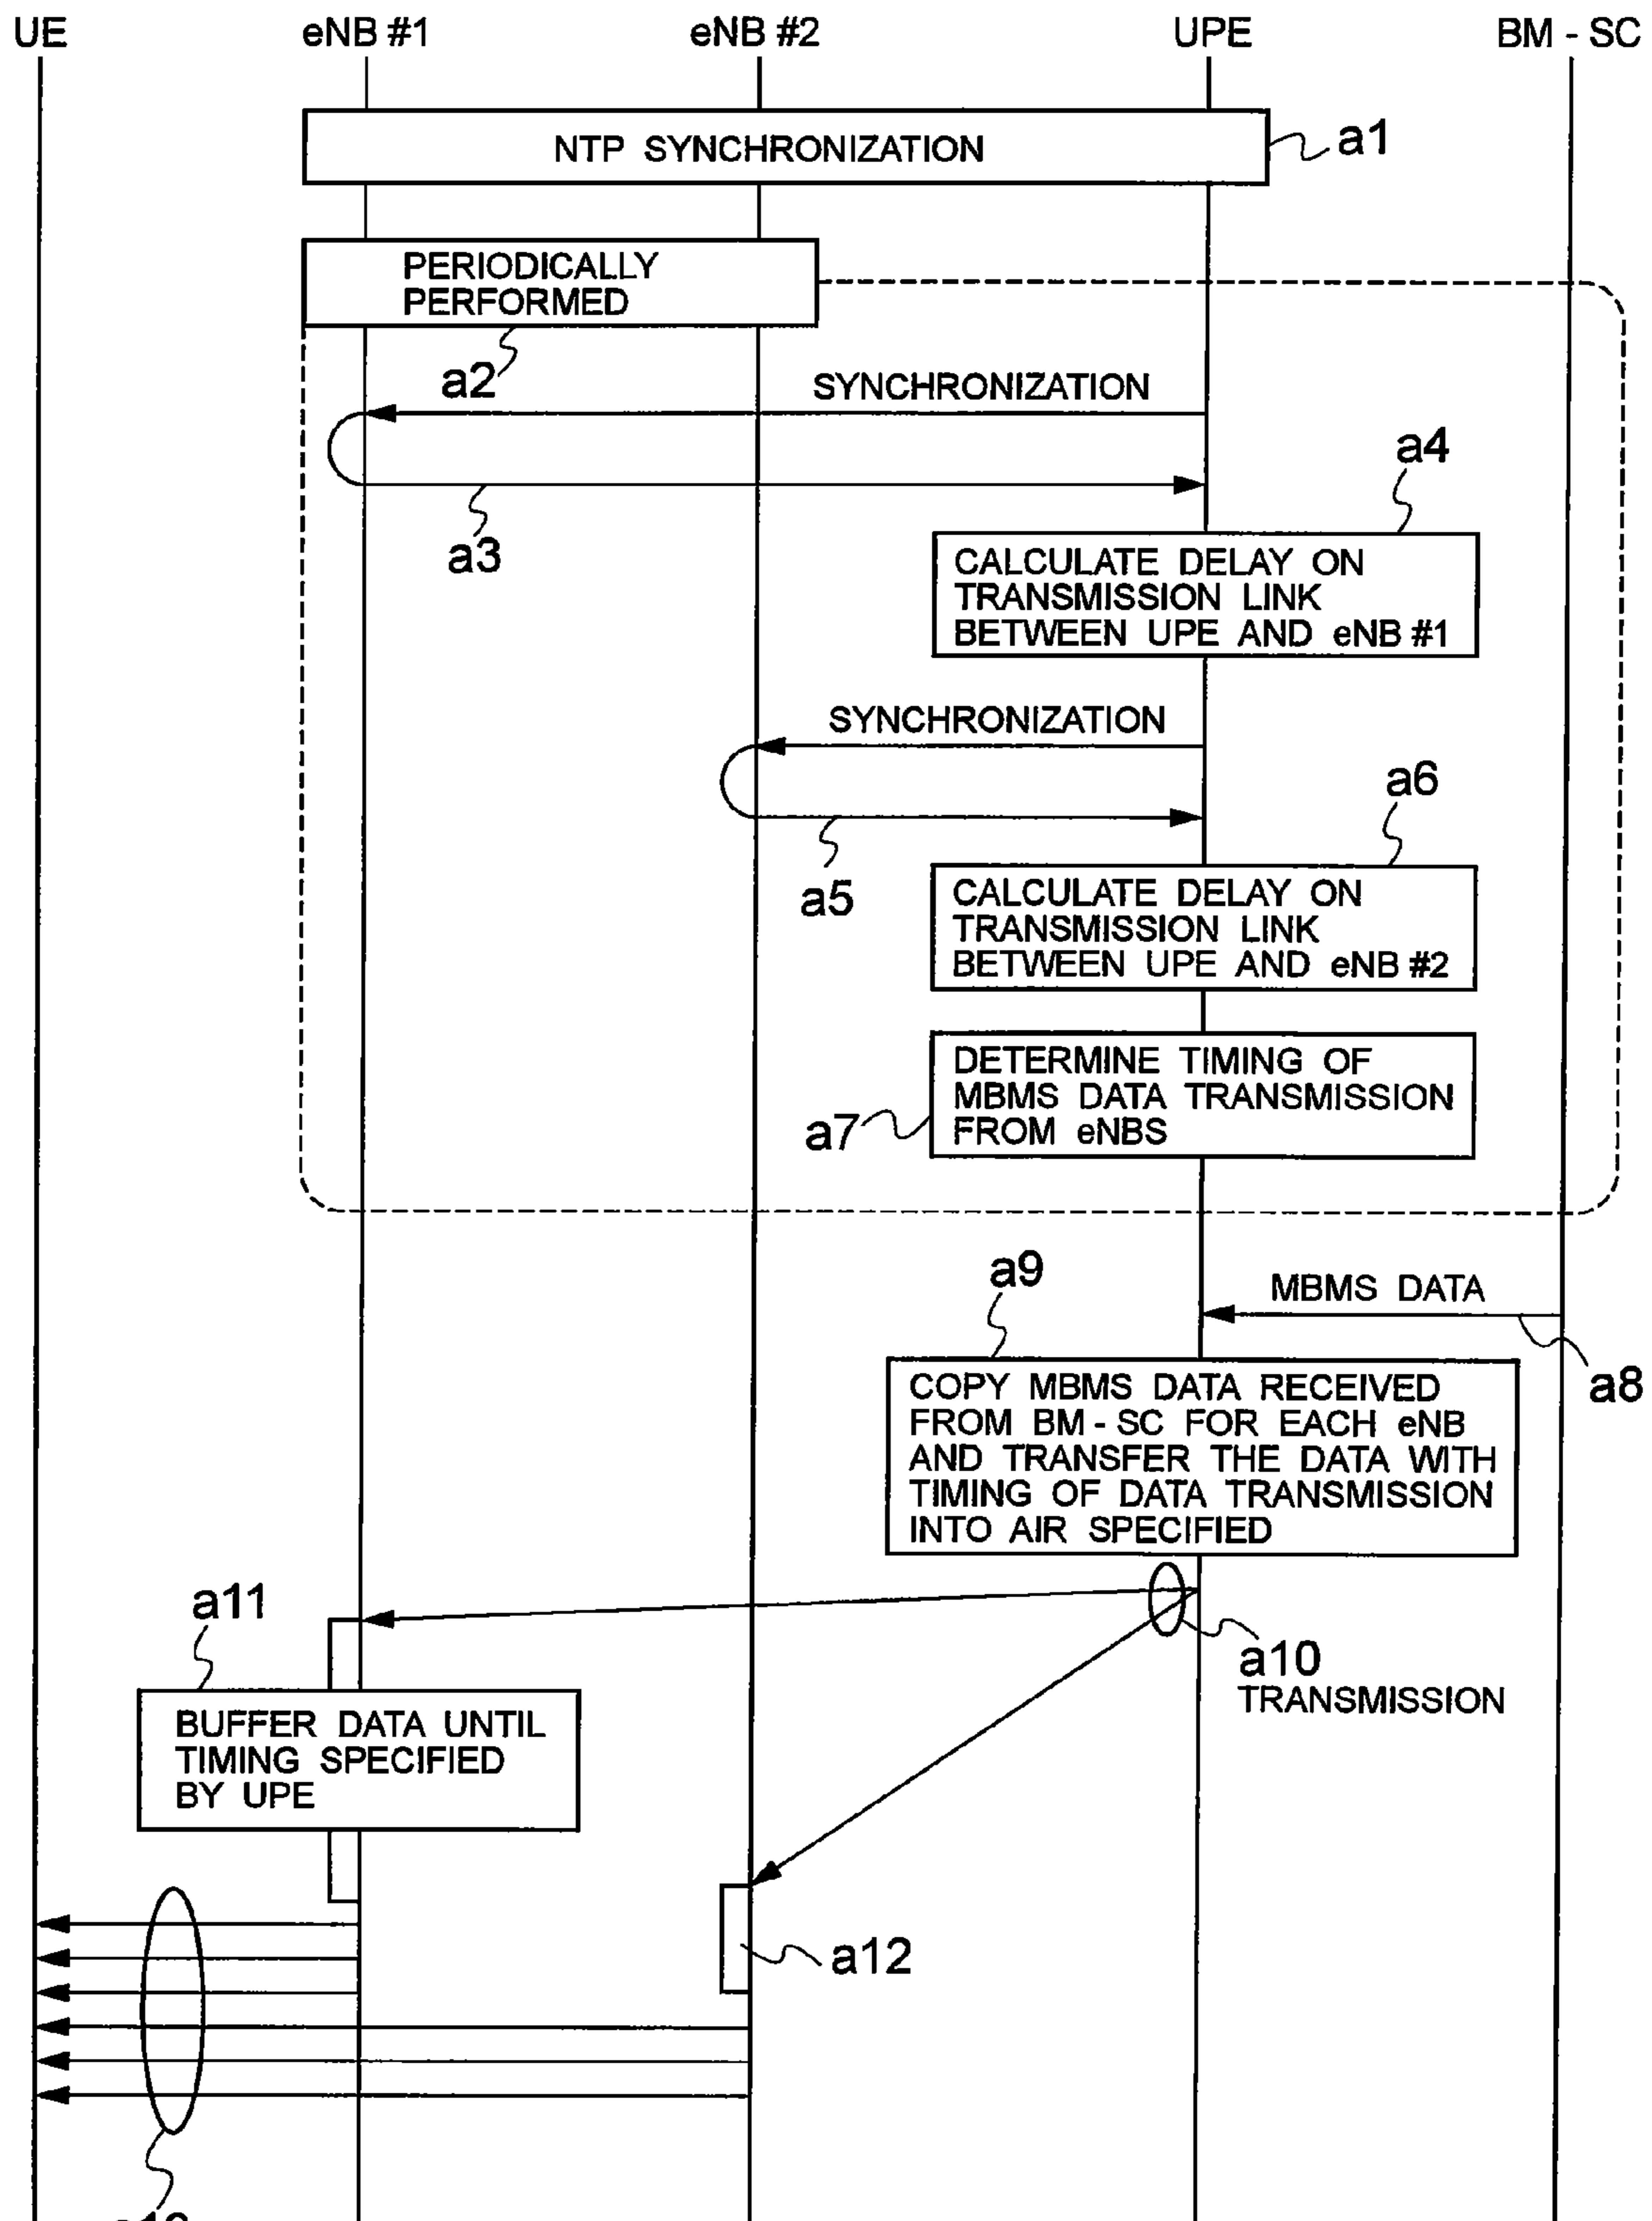 UE
eNB #1
eNB #2
UPE
BM - SC
NTP SYNCHRONIZATION
a1
PERIODICALLY
PERFORMED
a2
SYNCHRONIZATION
a3
a4
CALCULATE DELAY ON
TRANSMISSION LINK
BETWEEN UPE AND eNB #1
SYNCHRONIZATION
a5
a6
CALCULATE DELAY ON
TRANSMISSION LINK
BETWEEN UPE AND eNB #2
DETERMINE TIMING OF
MBMS DATA TRANSMISSION
FROM eNBS
a7
MBMS DATA
a8
a9
COPY MBMS DATA RECEIVED
FROM BM - SC FOR EACH eNB
AND TRANSFER THE DATA WITH
TIMING OF DATA TRANSMISSION
INTO AIR SPECIFIED
a10
TRANSMISSION
a11
BUFFER DATA UNTIL
TIMING SPECIFIED
BY UPE
a12